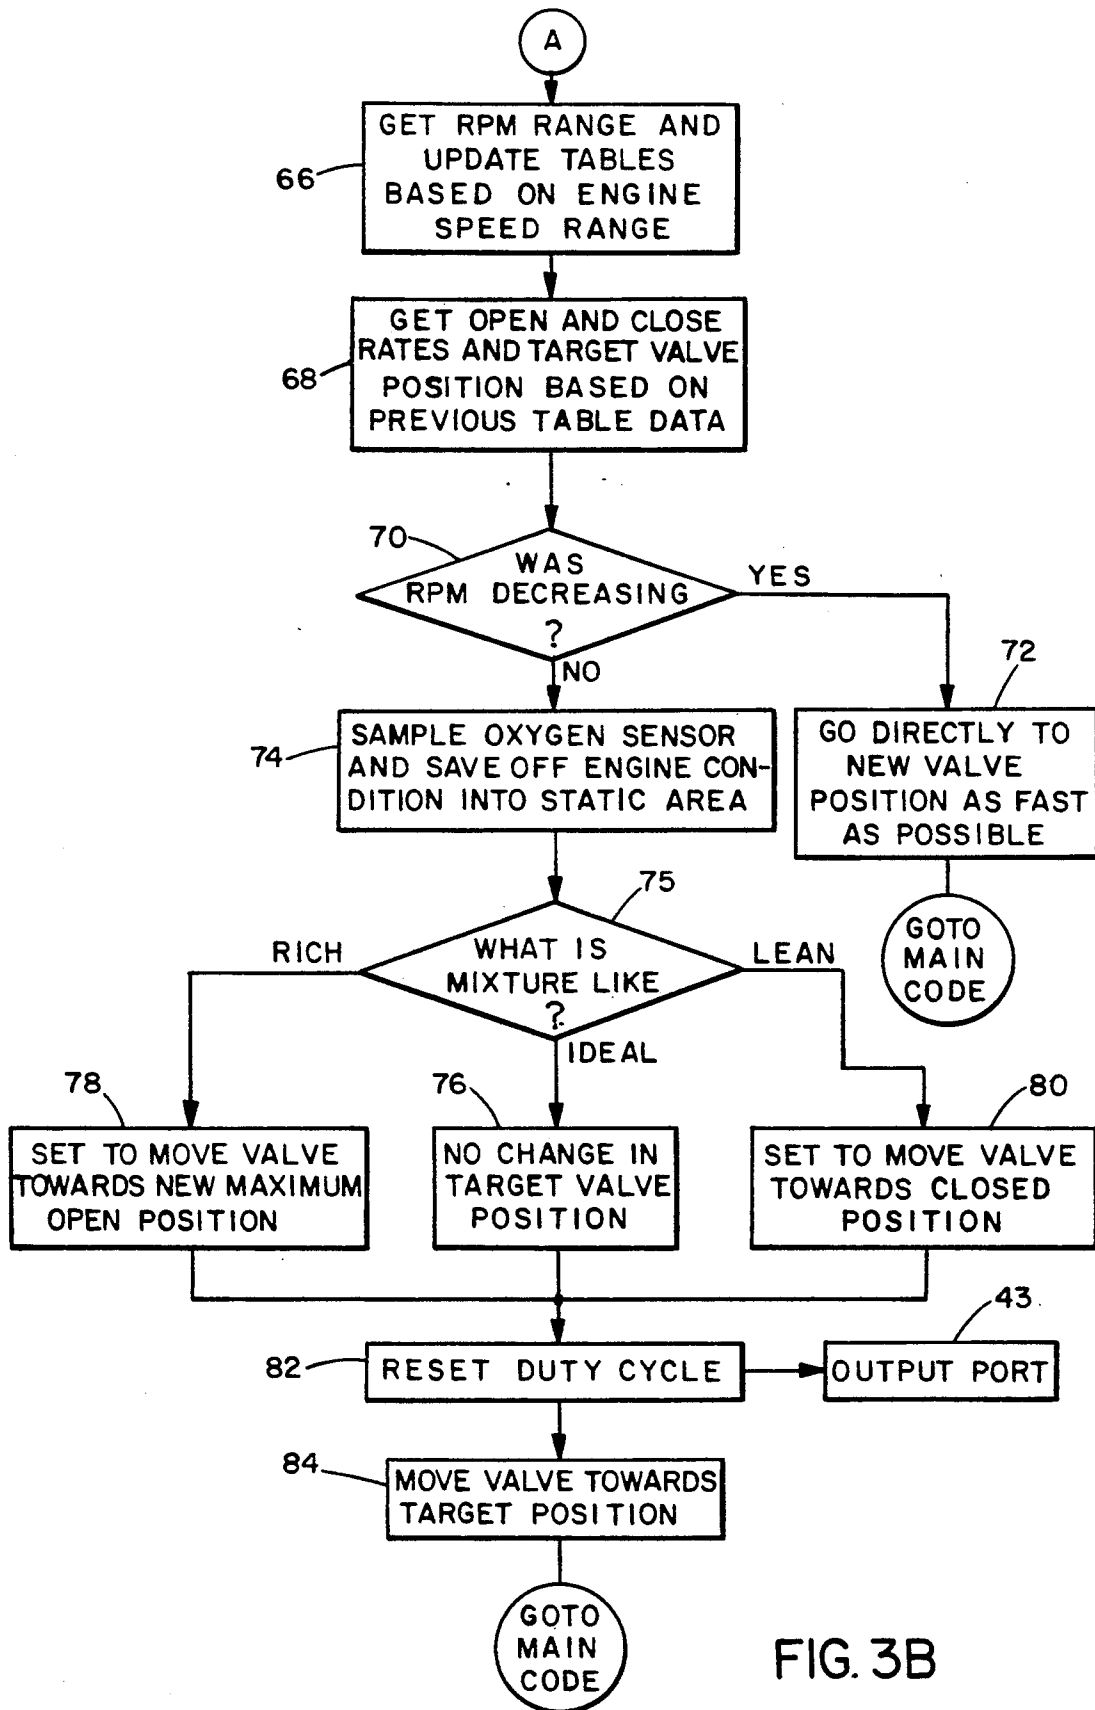 A
GET RPM RANGE AND
UPDATE TABLES
BASED ON ENGINE
SPEED RANGE
66
GET OPEN AND CLOSE
RATES AND TARGET VALVE
POSITION BASED ON
PREVIOUS TABLE DATA
68
70
WAS
RPM DECREASING
?
YES
NO
72
GO DIRECTLY TO
NEW VALVE
POSITION AS FAST
AS POSSIBLE
74
SAMPLE OXYGEN SENSOR
AND SAVE OFF ENGINE CON-
DITION INTO STATIC AREA
GOTO
MAIN
CODE
75
RICH
WHAT IS
MIXTURE LIKE
?
LEAN
IDEAL
78
SET TO MOVE VALVE
TOWARDS NEW MAXIMUM
OPEN POSITION
76
NO CHANGE IN
TARGET VALVE
POSITION
80
SET TO MOVE VALVE
TOWARDS CLOSED
POSITION
82
RESET DUTY CYCLE
43
OUTPUT PORT
84
MOVE VALVE TOWARDS
TARGET POSITION
GOTO
MAIN
CODE
FIG. 3B